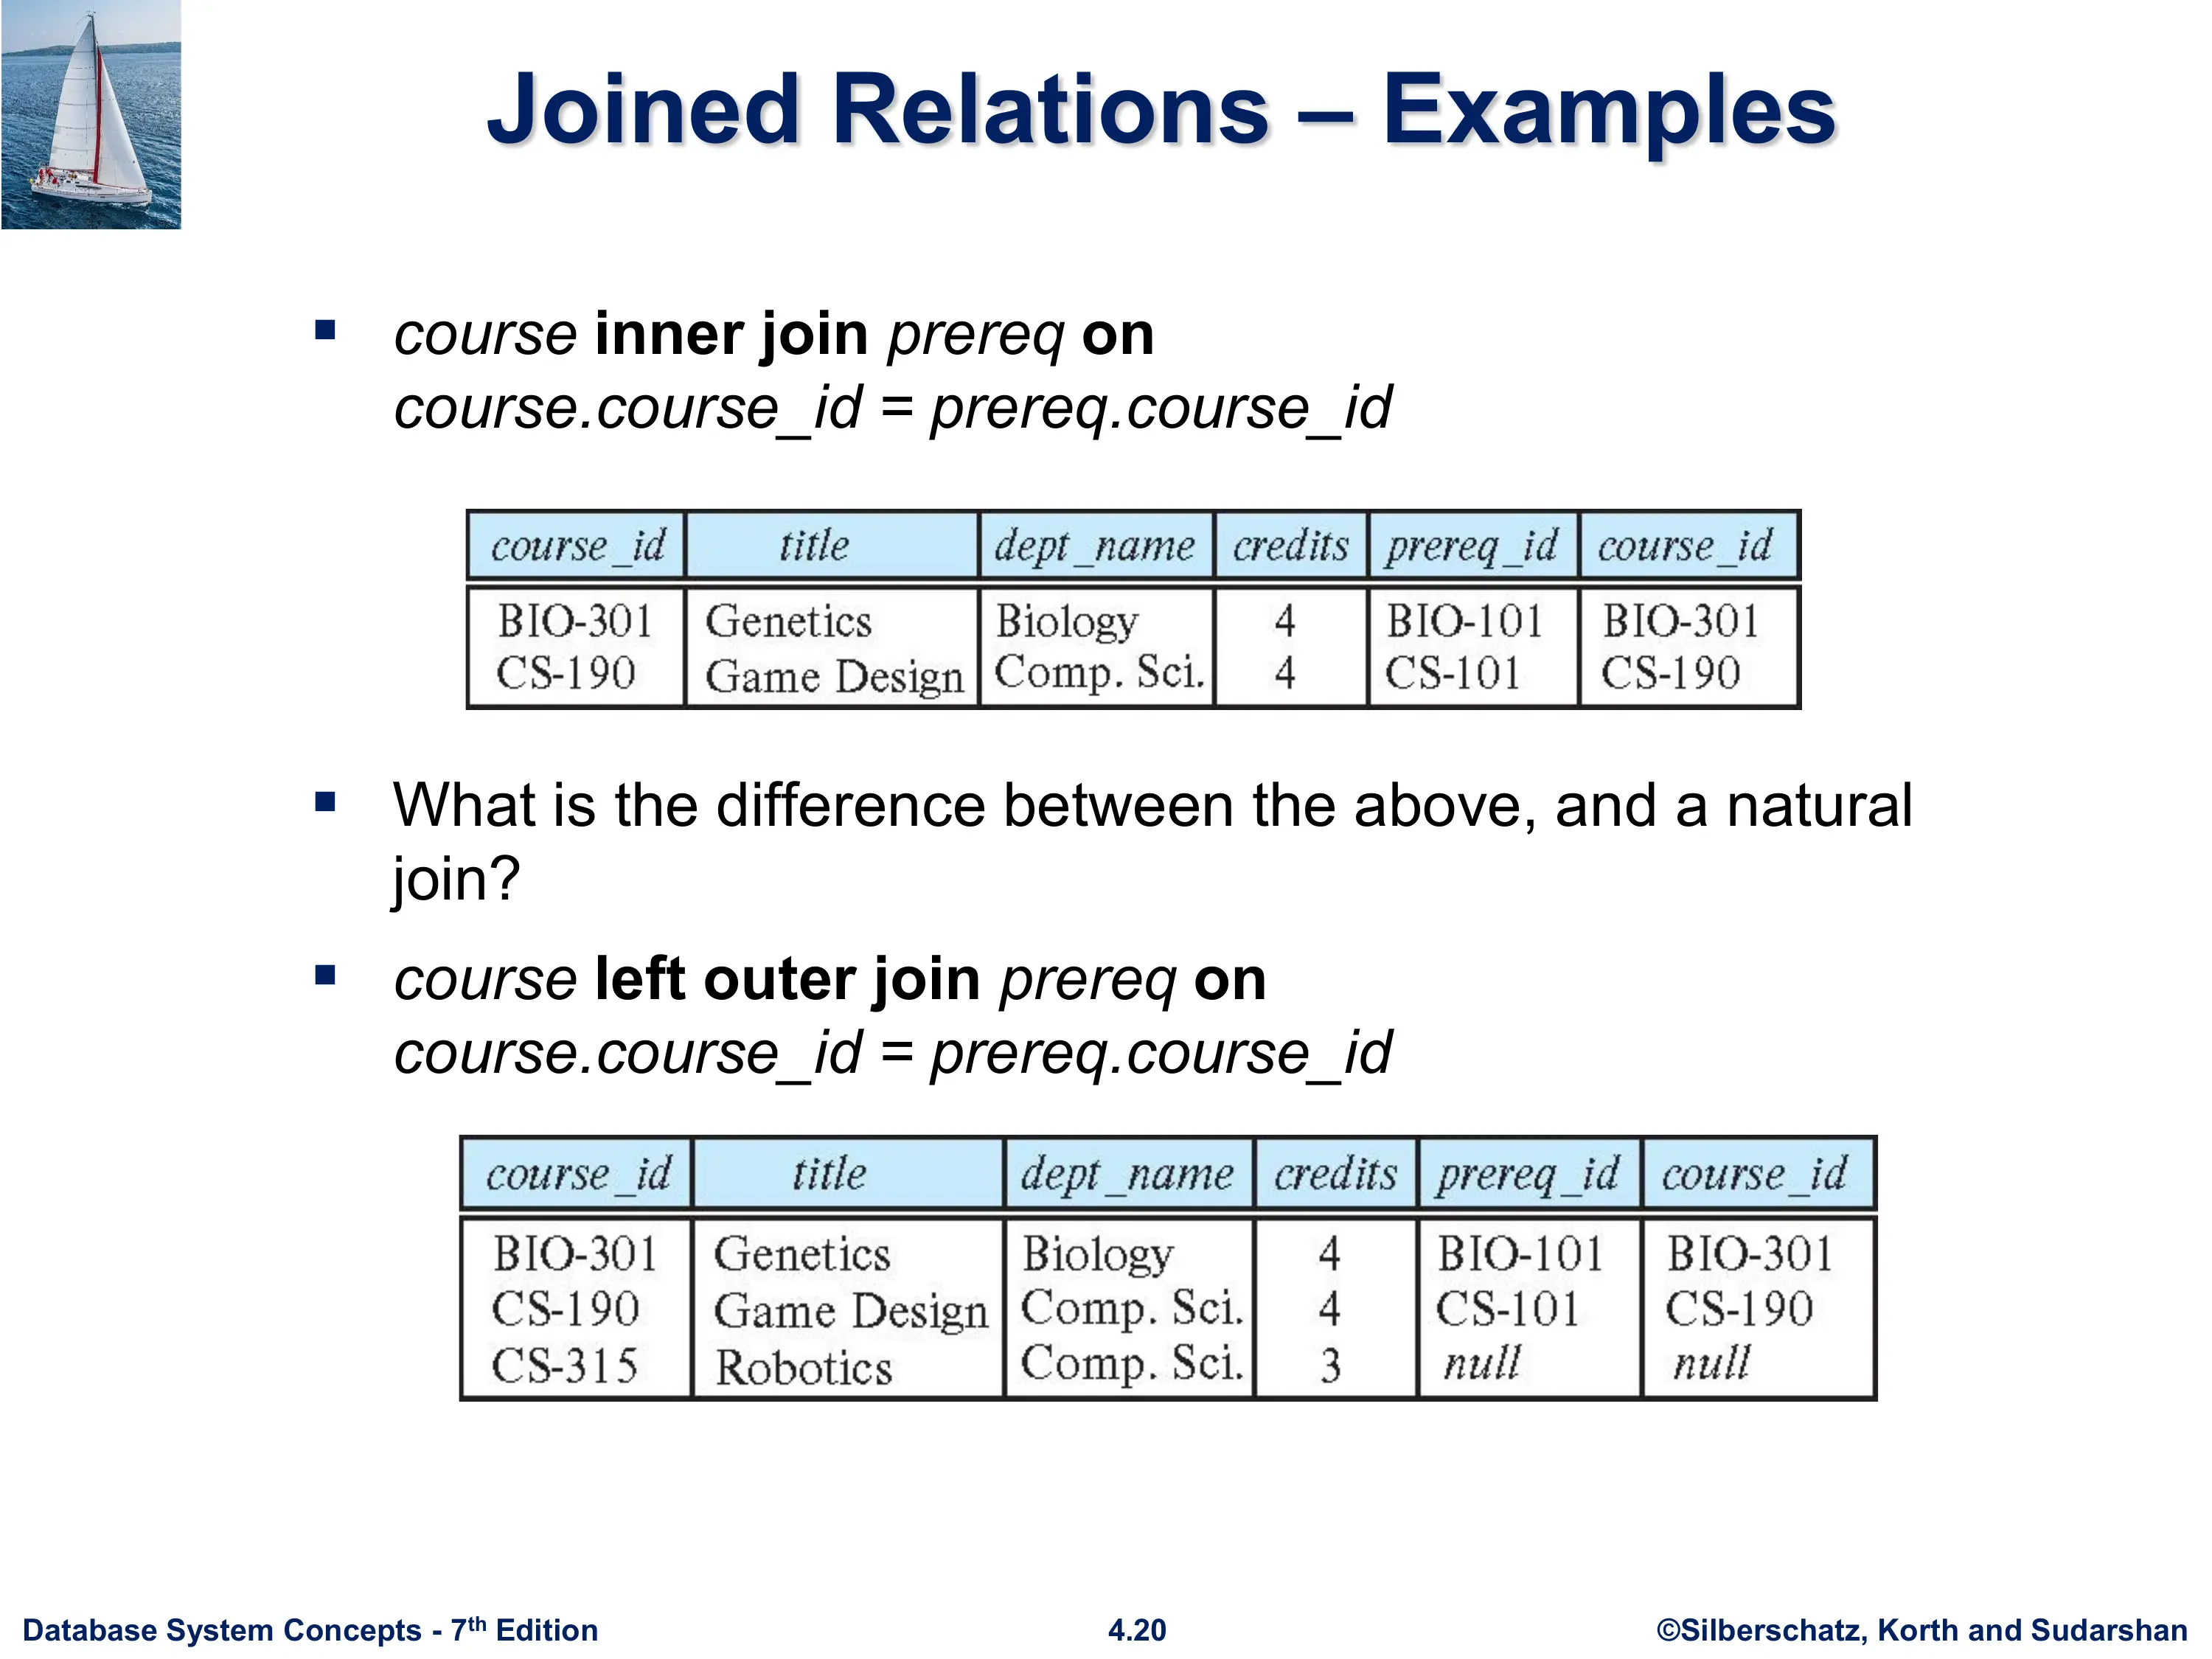 Joined Relations – Examples
▪ course inner join prereq on
course.course_id = prereq.course_id
course_id title dept_name credits prereq_id course_id
BIO-301 Genetics Biology 4 BIO-101 BIO-301
CS-190 Game Design Comp. Sci. 4 CS-101 CS-190
▪ What is the difference between the above, and a natural
join?
▪ course left outer join prereq on
course.course_id = prereq.course_id
course_id title dept_name credits prereq_id course_id
BIO-301 Genetics Biology 4 BIO-101 BIO-301
CS-190 Game Design Comp. Sci. 4 CS-101 CS-190
CS-315 Robotics Comp. Sci. 3 null null
Database System Concepts - 7th Edition 4.20 ©Silberschatz, Korth and Sudarshan